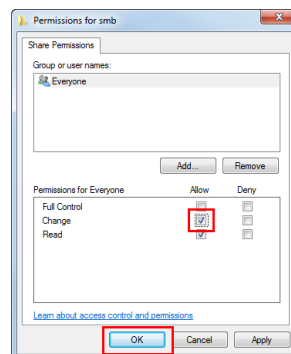 Permissions for smb
Share Permissions
Group or user names:
Everyone
Add... Remove
Permissions for Everyone Allow Deny
Full Control
Change
Read
Learn about access control and permissions
OK Cancel Apply